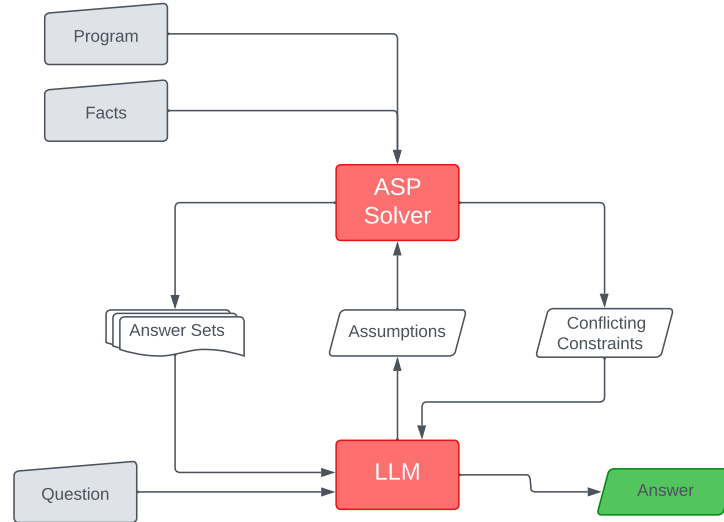 Program
Facts
ASP
Solver
Answer Sets
Assumptions
Conflicting
Constraints
LLM
Question
Answer